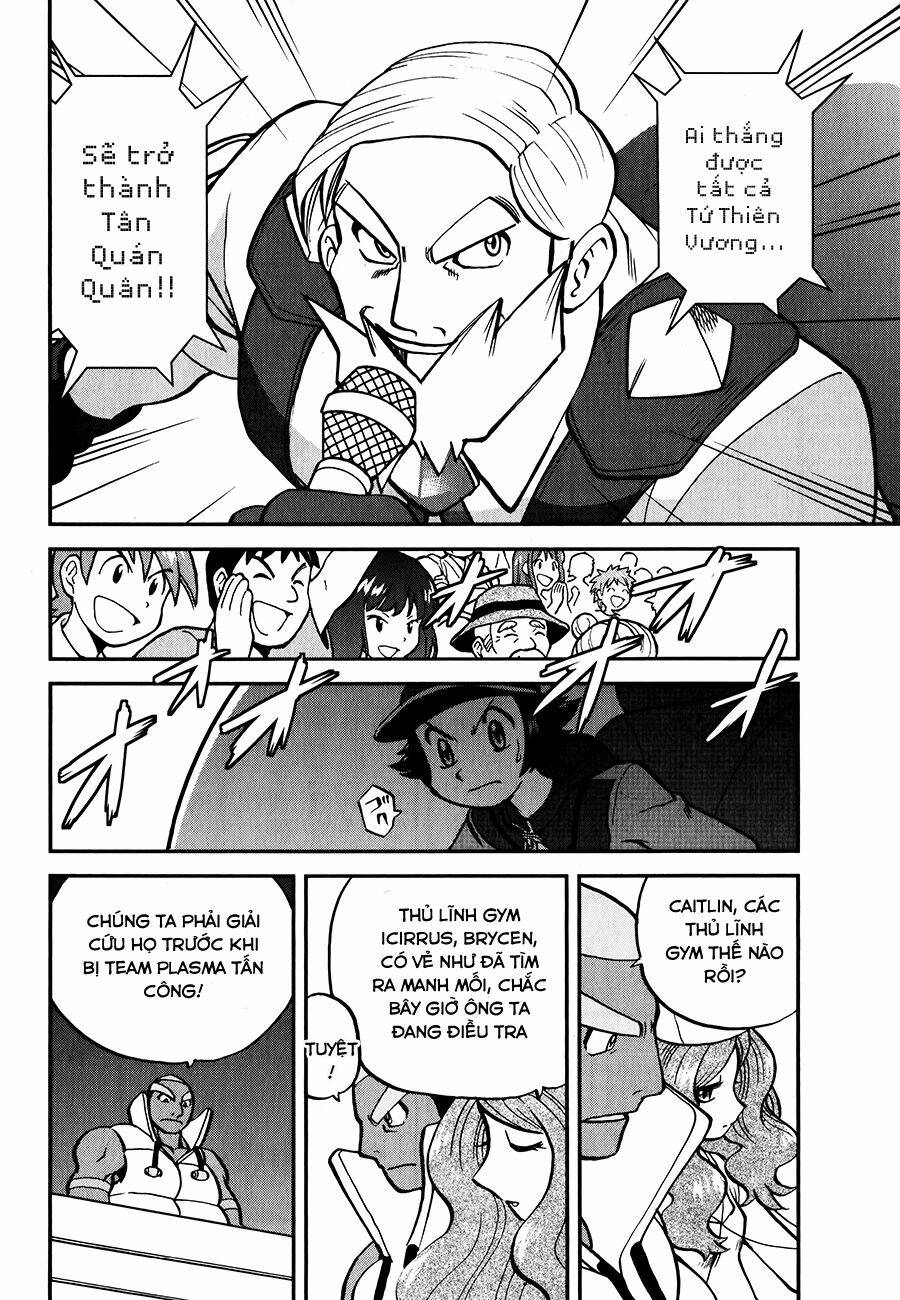 Ai thắng
được
tất cả
Tứ Thiên
Vương...
Sẽ trở
thành
Tân
Quán
Quân!!
CAITLIN, CÁC
THỦ LĨNH
GYM THẾ NÀO
RỒI?
THỦ LĨNH GYM
ICIRRUS, BRYCEN,
CÓ VẺ NHƯ ĐÃ TÌM
RA MANH MỐI, CHẮC
BÂY GIỜ ÔNG TA
ĐANG ĐIỀU TRA
TUYỆT
!
CHÚNG TA PHẢI GIẢI
CỨU HỌ TRƯỚC KHI
BỊ TEAM PLASMA TẤN
CÔNG!